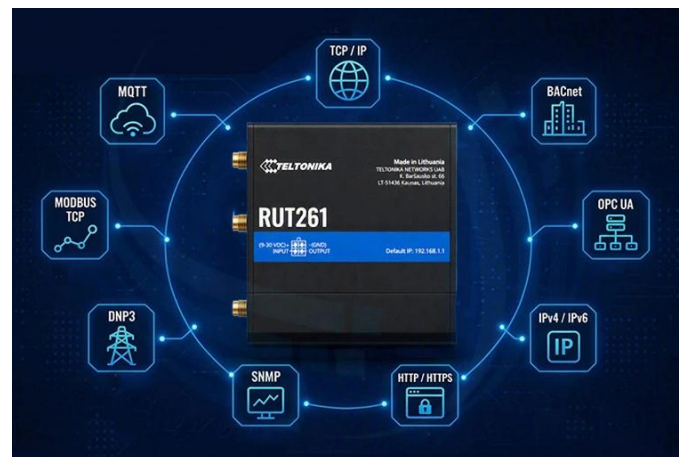 TCP / IP
MQTT
BACnet
TELTONIKA
Made in Lithuania
TELTONIKA NETWORKS UAB
K. Baršausko st. 66
LT-51436 Kaunas, Lithuania
MODBUS
TCP
OPC UA
RUT261
(9-30 VDC)+ -(GND)
INPUT OUTPUT
Default IP: 192.168.1.1
DNP3
IPv4 / IPv6
IP
SNMP
HTTP / HTTPS